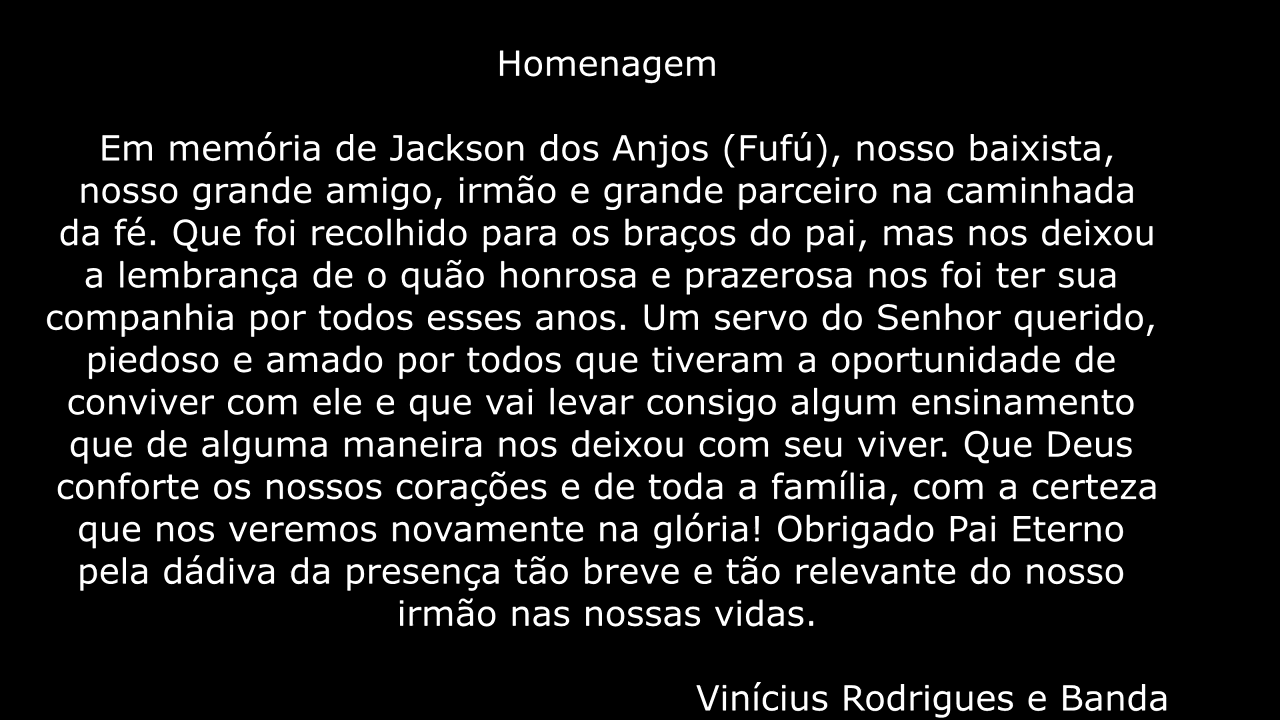 Homenagem
Em memória de Jackson dos Anjos (Fufú), nosso baixista,
nosso grande amigo, irmão e grande parceiro na caminhada
da fé. Que foi recolhido para os braços do pai, mas nos deixou
a lembrança de o quão honrosa e prazerosa nos foi ter sua
companhia por todos esses anos. Um servo do Senhor querido,
piedoso e amado por todos que tiveram a oportunidade de
conviver com ele e que vai levar consigo algum ensinamento
que de alguma maneira nos deixou com seu viver. Que Deus
conforte os nossos corações e de toda a família, com a certeza
que nos veremos novamente na glória! Obrigado Pai Eterno
pela dádiva da presença tão breve e tão relevante do nosso
irmão nas nossas vidas.
Vinícius Rodrigues e Banda